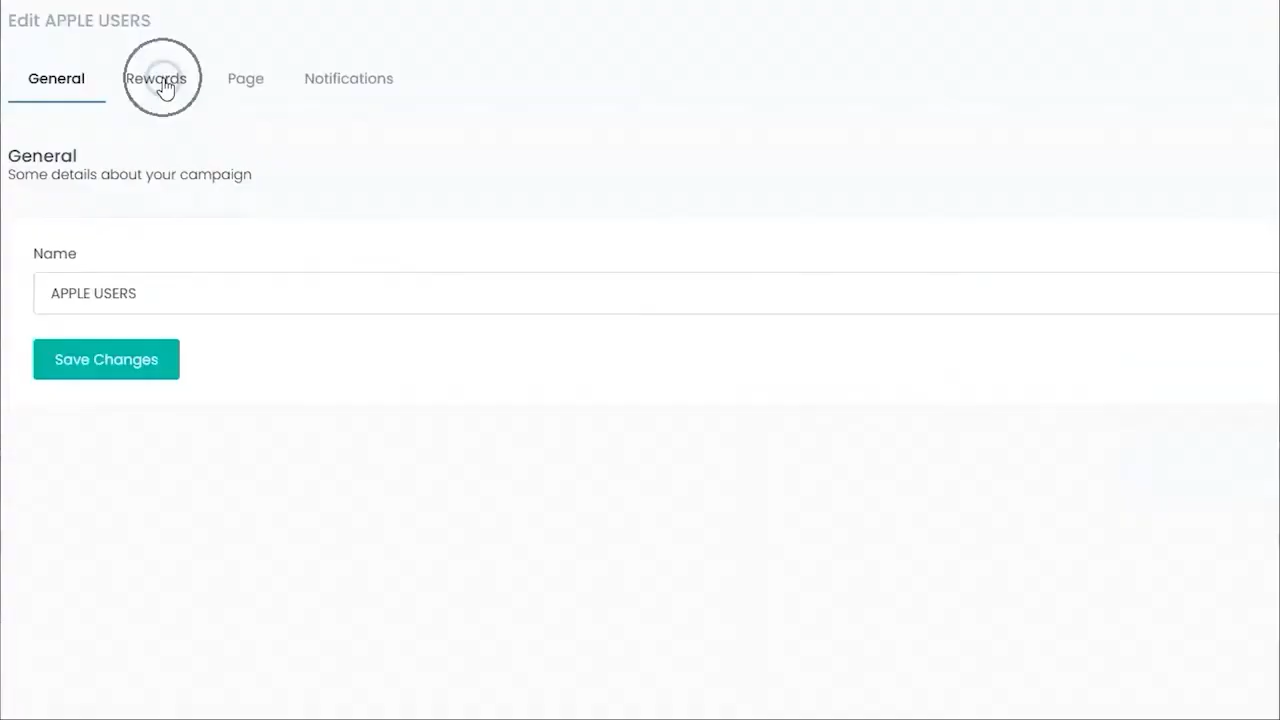 Edit APPLE USERS
General Rewards Page Notifications
General
Some details about your campaign
Name
APPLE USERS
Save Changes